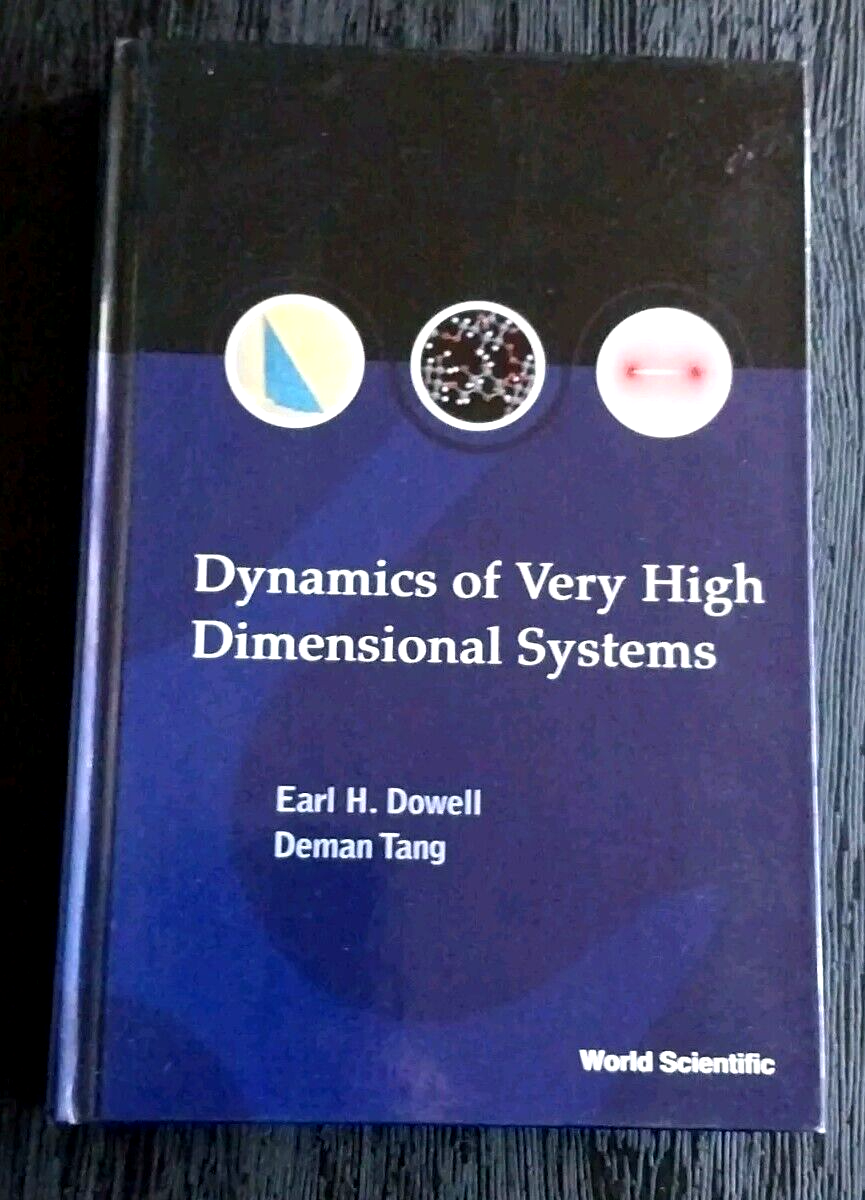 Dynamics of Very High
Dimensional Systems
Earl H. Dowell
Deman Tang
World Scientific